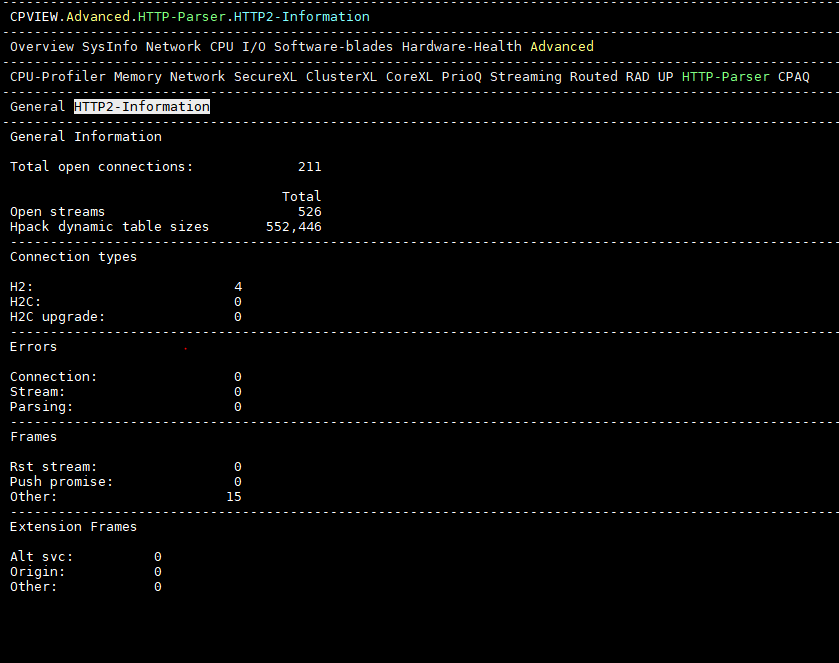 CPVIEW.Advanced.HTTP-Parser.HTTP2-Information
Overview SysInfo Network CPU I/O Software-blades Hardware-Health Advanced
CPU-Profiler Memory Network SecureXL ClusterXL CoreXL PrioQ Streaming Routed RAD UP HTTP-Parser CPAQ
General HTTP2-Information
General Information
Total open connections: 211
Total
Open streams 526
Hpack dynamic table sizes 552,446
Connection types
H2: 4
H2C: 0
H2C upgrade: 0
Errors
Connection: 0
Stream: 0
Parsing: 0
Frames
Rst stream: 0
Push promise: 0
Other: 15
Extension Frames
Alt svc: 0
Origin: 0
Other: 0